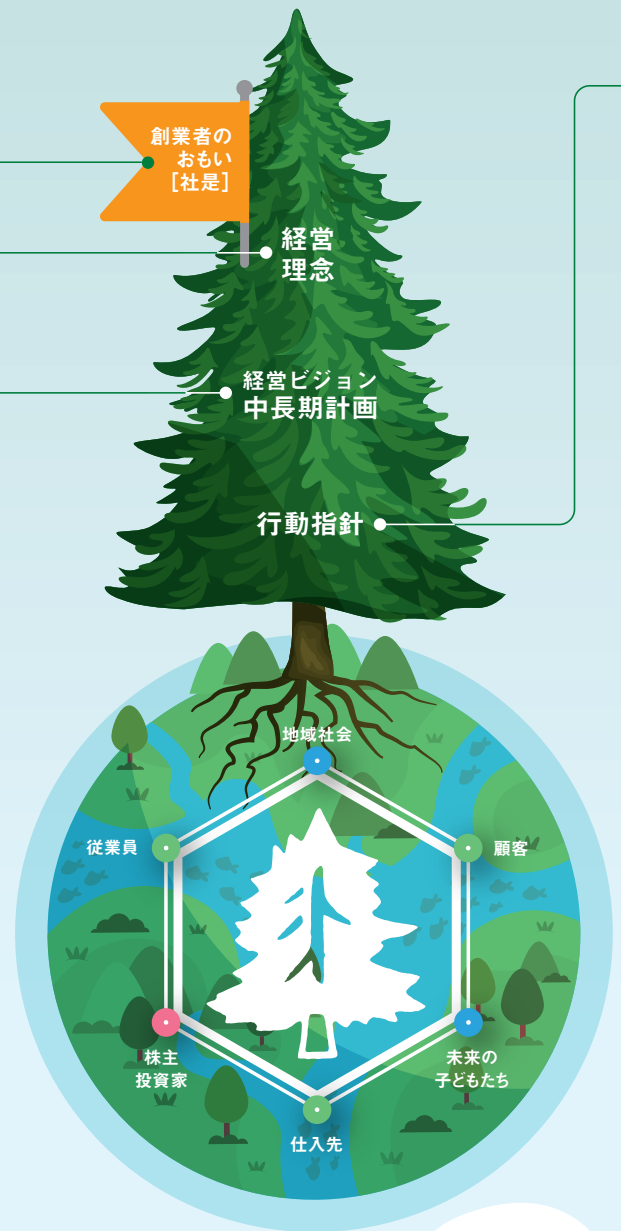 創業者の
おもい
［社是］
経営
理念
経営ビジョン
中長期計画
行動指針
地域社会
従業員
顧客
株主
投資家
未来の
子どもたち
仕入先